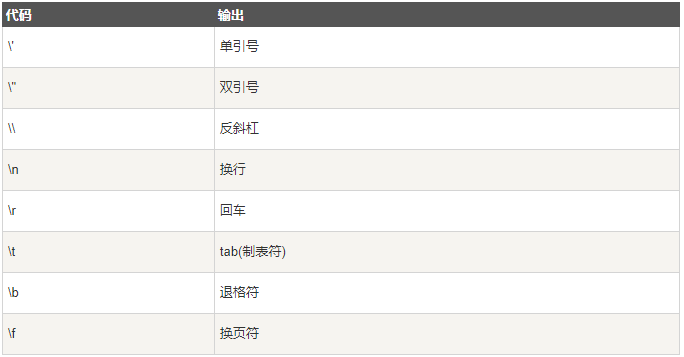 代码 输出
\' 单引号
\" 双引号
\\ 反斜杠
\n 换行
\r 回车
\t tab(制表符)
\b 退格符
\f 换页符